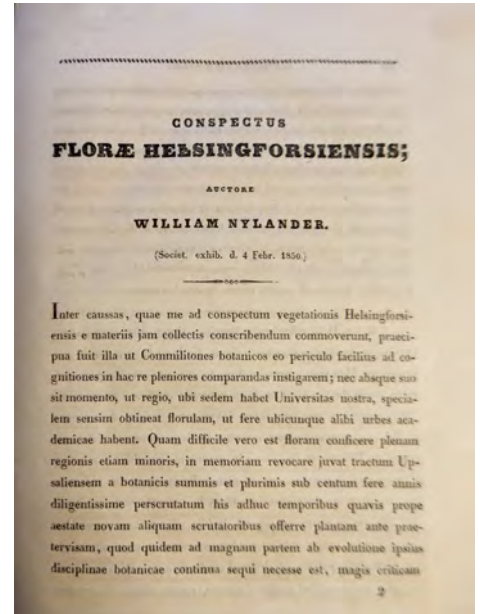 CONSPECTUS
FLORÆ HELSINGFORSIENSIS;
AUCTORE
WILLIAM NYLANDER.
(Societ. exhib. d. 4 Febr. 1850.)
Inter caussas, quae me ad conspectum vegetationis Helsingforsi-
ensis e materiis jam collectis conscribendum commoverunt, praeci-
pua fuit illa ut Commilitones botanicos eo periculo facilius ad co-
gnitiones in hac re pleniores comparandas instigarem; nec absque suo
sit momento, ut regio, ubi sedem habet Universitas nostra, specia-
lem sensim obtineat florulam, ut fere ubicunque alibi urbes aca-
demicae habent. Quam difficile vero est floram conficere plenam
regionis etiam minoris, in memoriam revocare juvat tractum Up-
saliensem a botanicis summis et plurimis sub centum fere annis
diligentissime perscrutatum his adhuc temporibus quavis prope
aestate novam aliquam scrutatoribus offerre plantam ante prae-
tervisam, quod quidem ad magnam partem ab evolutione ipsius
disciplinae botanicae continua sequi necesse est, magis criticam
2